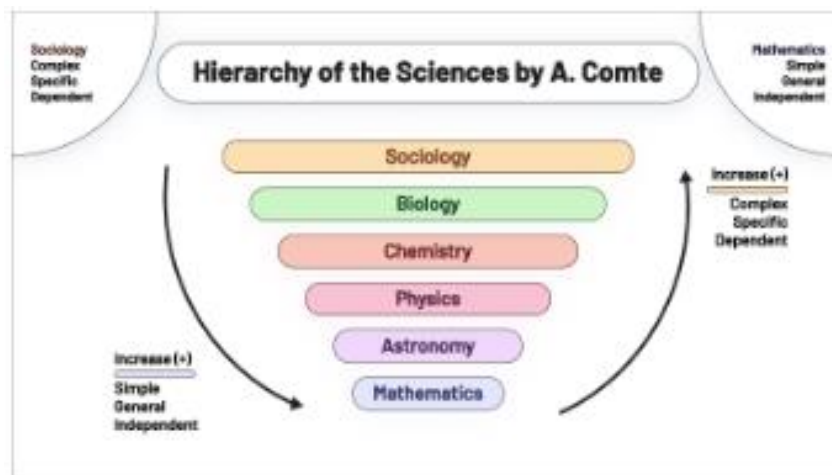 Sociology
Complex
Specific
Dependent
Hierarchy of the Sciences by A. Comte
Mathematics
Simple
General
Independent
Sociology
Biology
Chemistry
Physics
Astronomy
Mathematics
Increase (+)
Complex
Specific
Dependent
Increase (+)
Simple
General
Independent